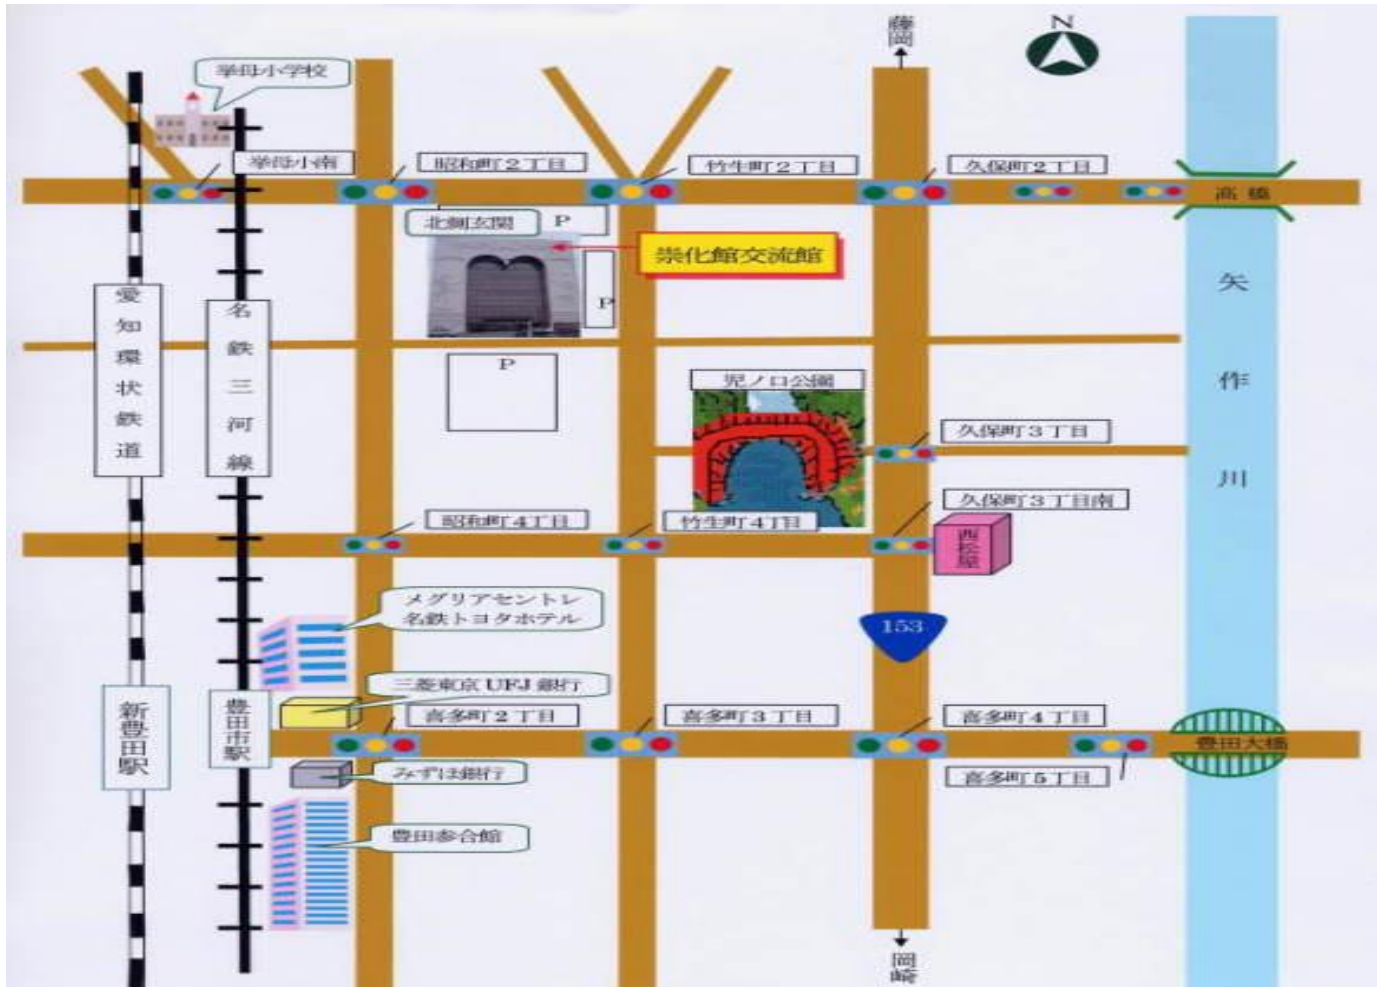 藤岡
N
挙母小学校
挙母小南
昭和町2丁目
竹生町2丁目
久保町2丁目
高橋
北側玄関
P
崇化館交流館
P
矢作川
愛知環状鉄道
名鉄三河線
P
児ノ口公園
久保町3丁目
昭和町4丁目
竹生町4丁目
久保町3丁目南
西松屋
メグリアセントレ
名鉄トヨタホテル
153
三菱東京UFJ銀行
新豊田駅
豊田市駅
喜多町2丁目
喜多町3丁目
喜多町4丁目
豊田大橋
みずほ銀行
喜多町5丁目
豊田参合館
岡崎